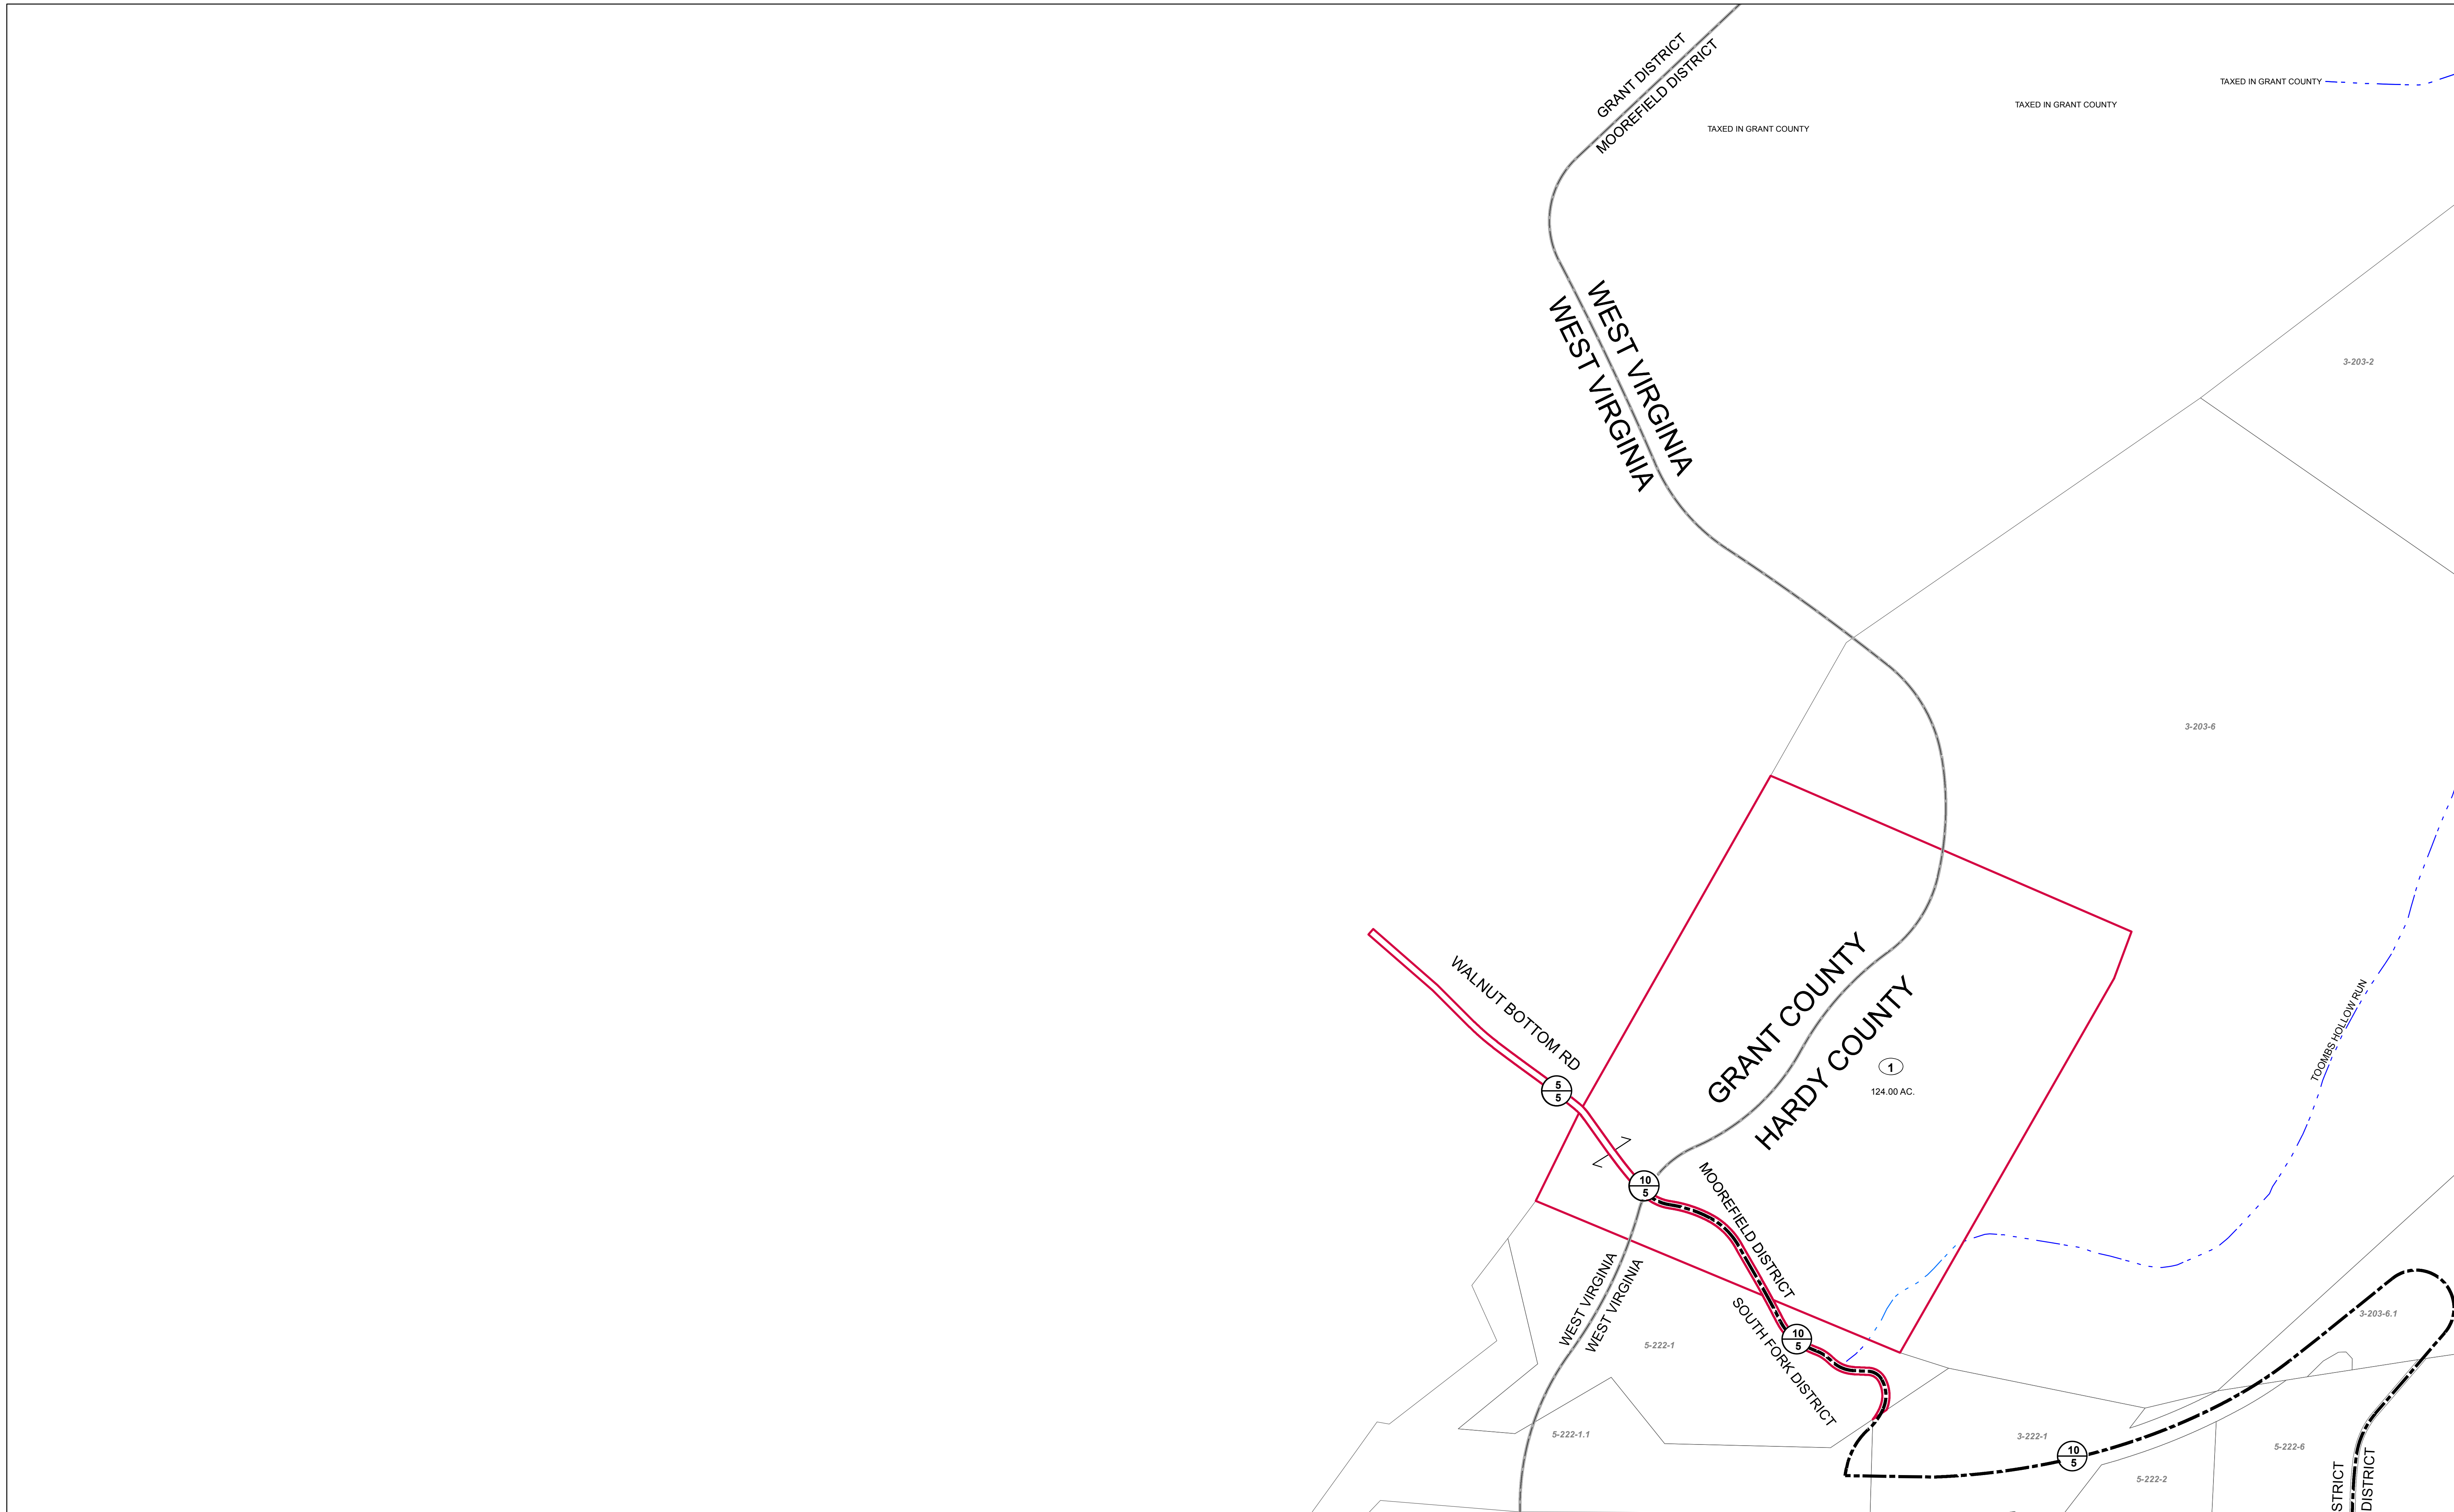 GRANT DISTRICT
MOOREFIELD DISTRICT
TAXED IN GRANT COUNTY
TAXED IN GRANT COUNTY
TAXED IN GRANT COUNTY
WEST VIRGINIA
WEST VIRGINIA
3-203-2
3-203-6
GRANT COUNTY
HARDY COUNTY
1
124.00 AC.
WALNUT BOTTOM RD
5
5
10
5
TOOMBS HOLLOW RUN
MOOREFIELD DISTRICT
SOUTH FORK DISTRICT
WEST VIRGINIA
WEST VIRGINIA
10
5
5-222-1
3-203-6.1
5-222-1.1
3-222-1
10
5
5-222-6
5-222-2
STRICT
DISTRICT